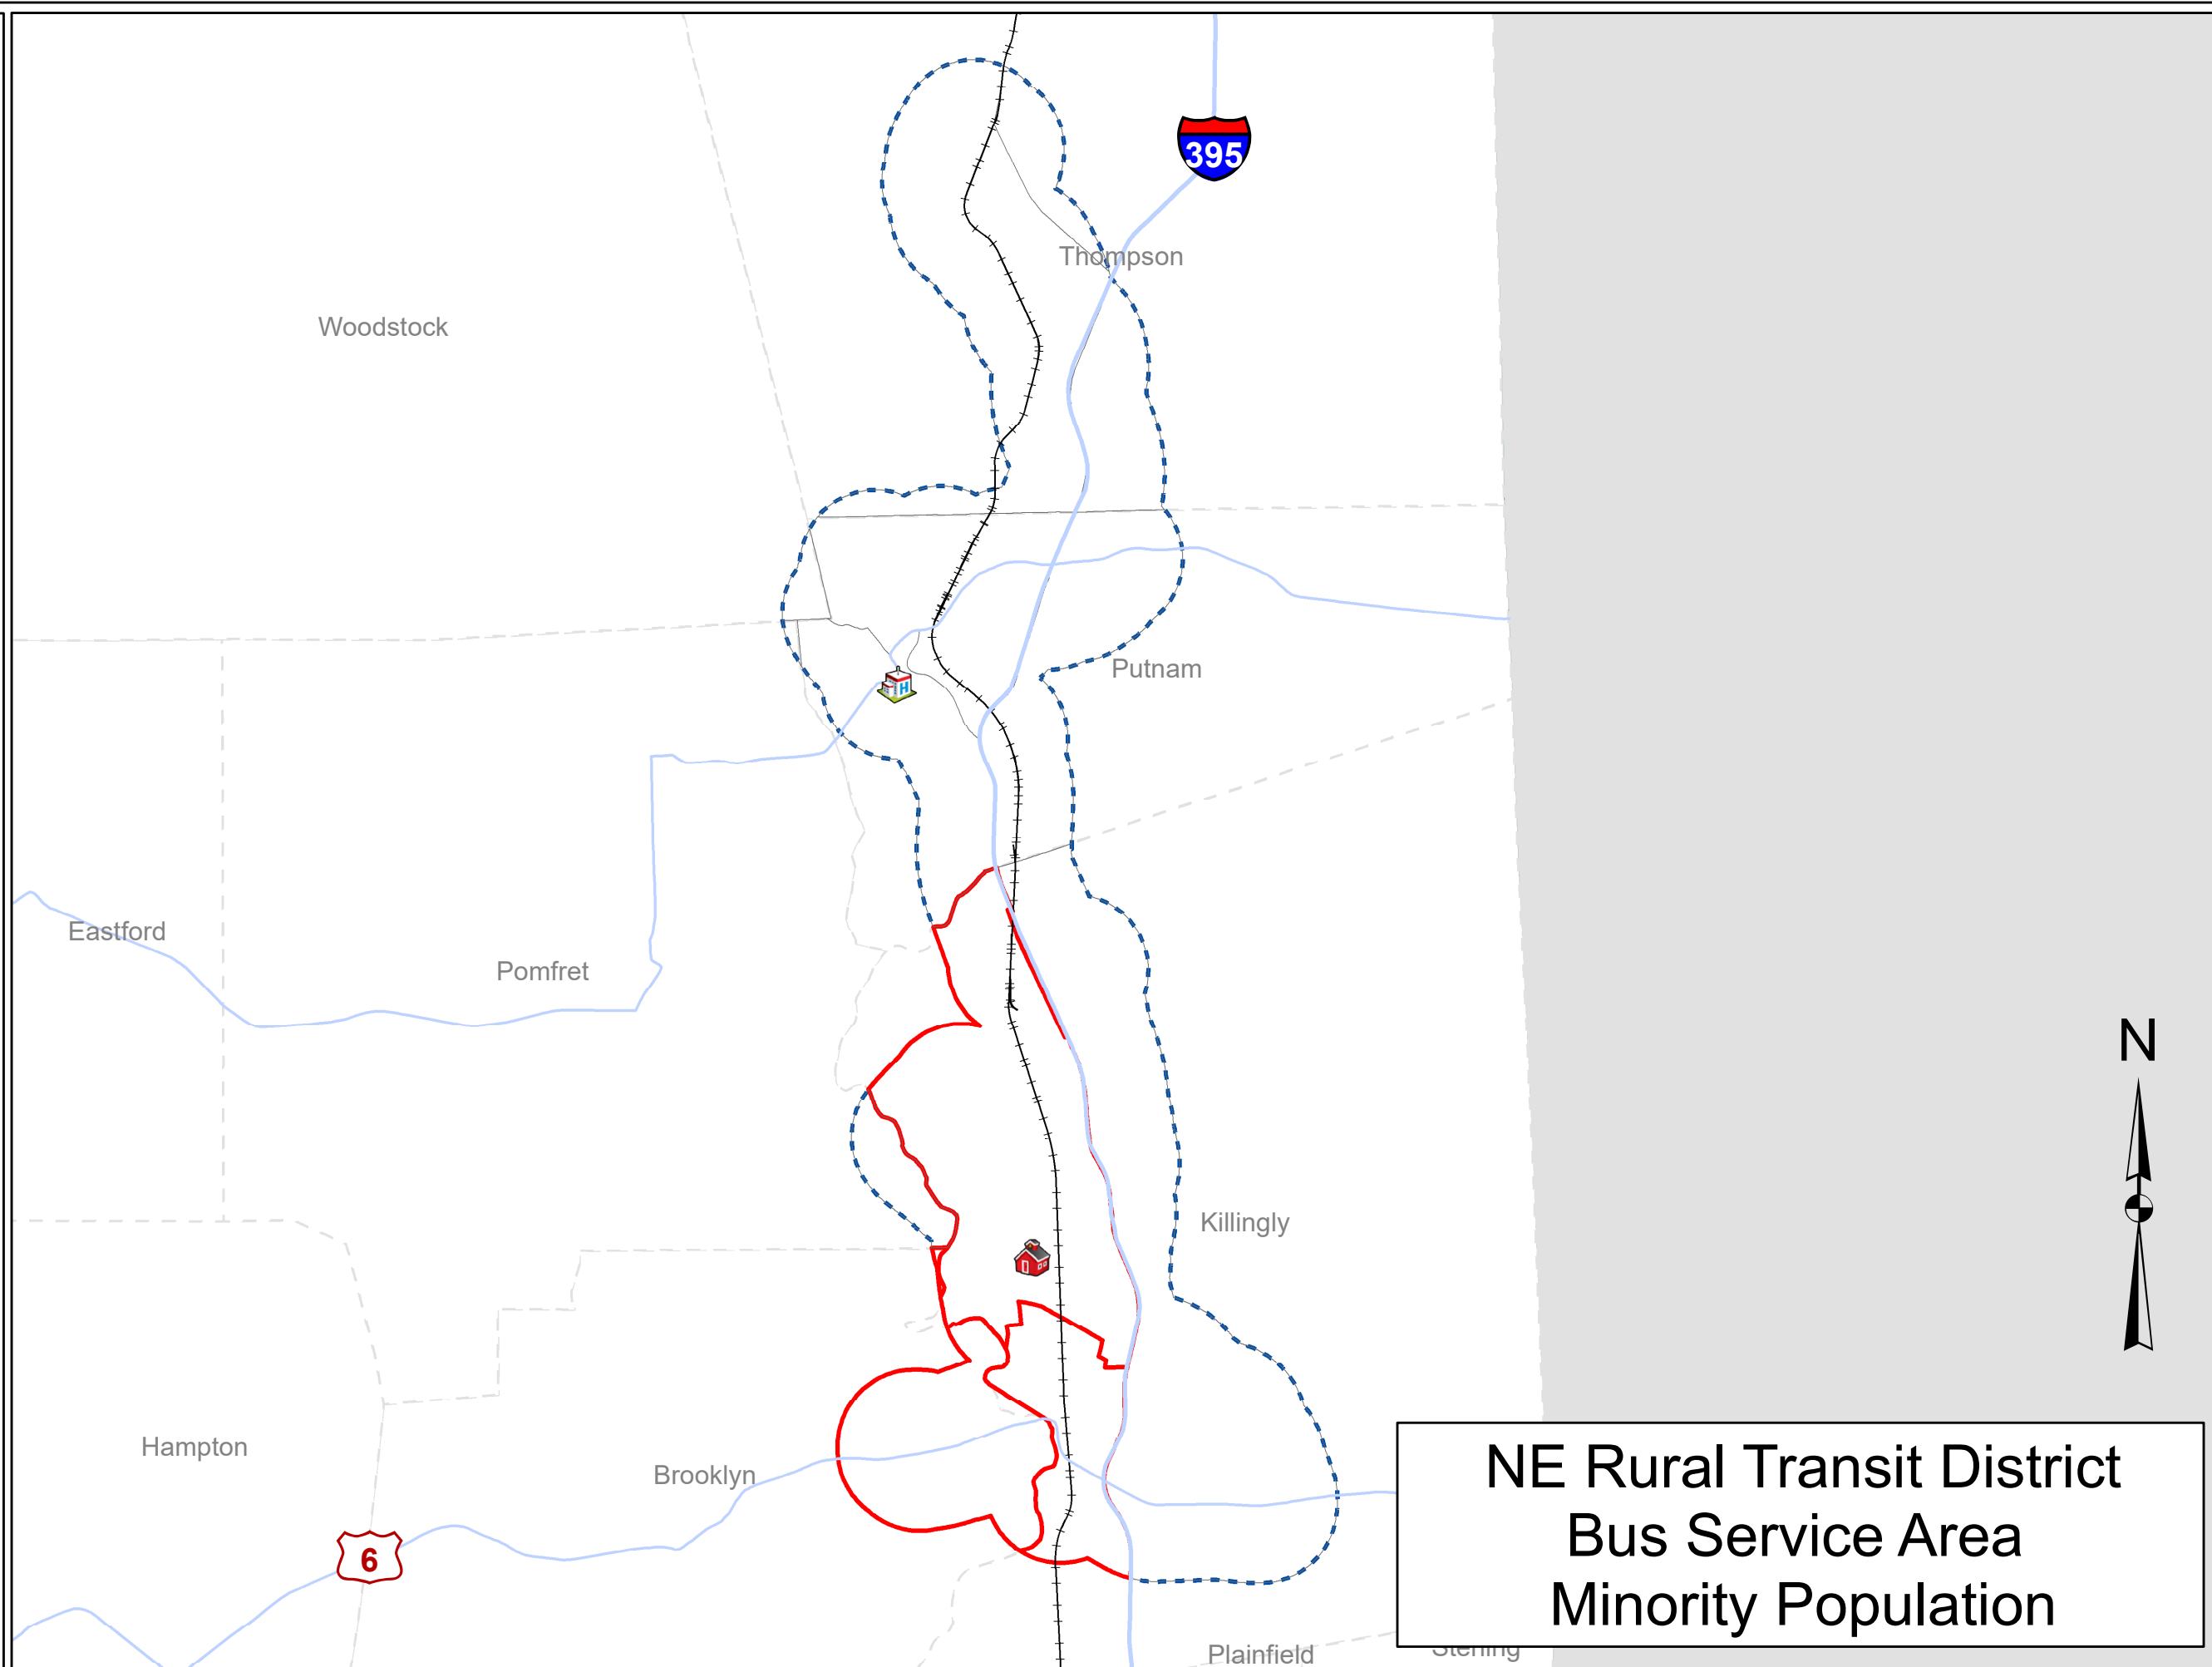 395
Thompson
Woodstock
Putnam
H
Eastford
Pomfret
N
Killingly
Hampton
Brooklyn
6
NE Rural Transit District
Bus Service Area
Minority Population
Plainfield
Sterling